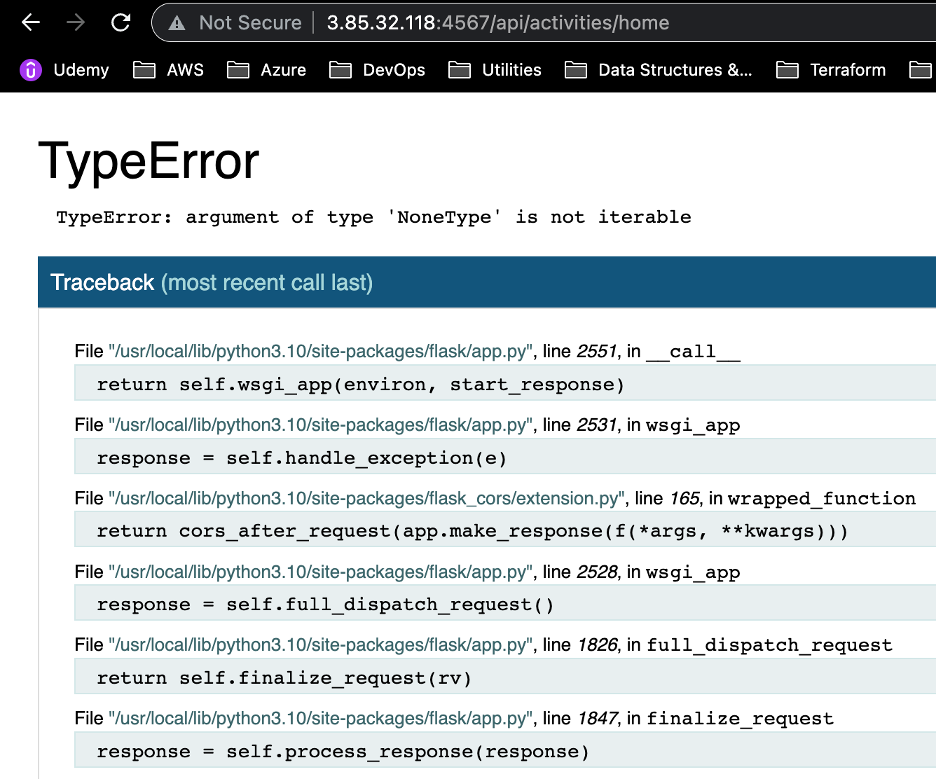 Not Secure | 3.85.32.118:4567/api/activities/home
Udemy AWS Azure DevOps Utilities Data Structures &... Terraform
TypeError
TypeError: argument of type 'NoneType' is not iterable
Traceback (most recent call last)
File "/usr/local/lib/python3.10/site-packages/flask/app.py", line 2551, in __call__
return self.wsgi_app(environ, start_response)
File "/usr/local/lib/python3.10/site-packages/flask/app.py", line 2531, in wsgi_app
response = self.handle_exception(e)
File "/usr/local/lib/python3.10/site-packages/flask_cors/extension.py", line 165, in wrapped_function
return cors_after_request(app.make_response(f(*args, **kwargs)))
File "/usr/local/lib/python3.10/site-packages/flask/app.py", line 2528, in wsgi_app
response = self.full_dispatch_request()
File "/usr/local/lib/python3.10/site-packages/flask/app.py", line 1826, in full_dispatch_request
return self.finalize_request(rv)
File "/usr/local/lib/python3.10/site-packages/flask/app.py", line 1847, in finalize_request
response = self.process_response(response)